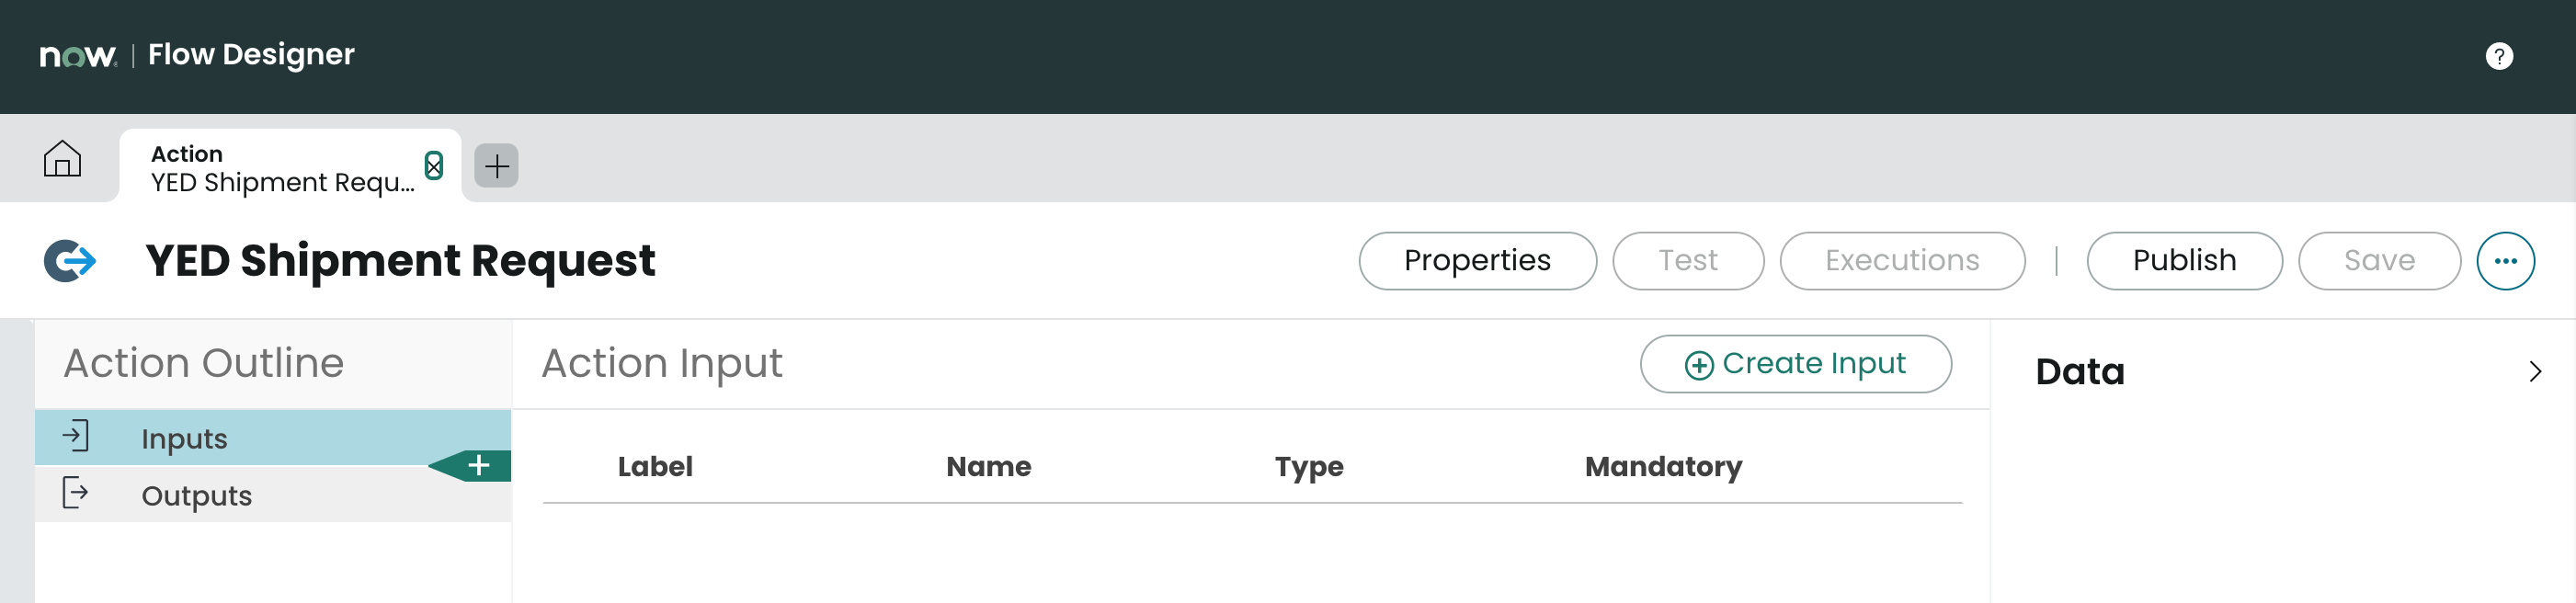 now | Flow Designer
?
Action
YED Shipment Requ...
YED Shipment Request
Properties
Test
Executions
Publish
Save
Action Outline
Action Input
Create Input
Data
Inputs
Outputs
Label
Name
Type
Mandatory